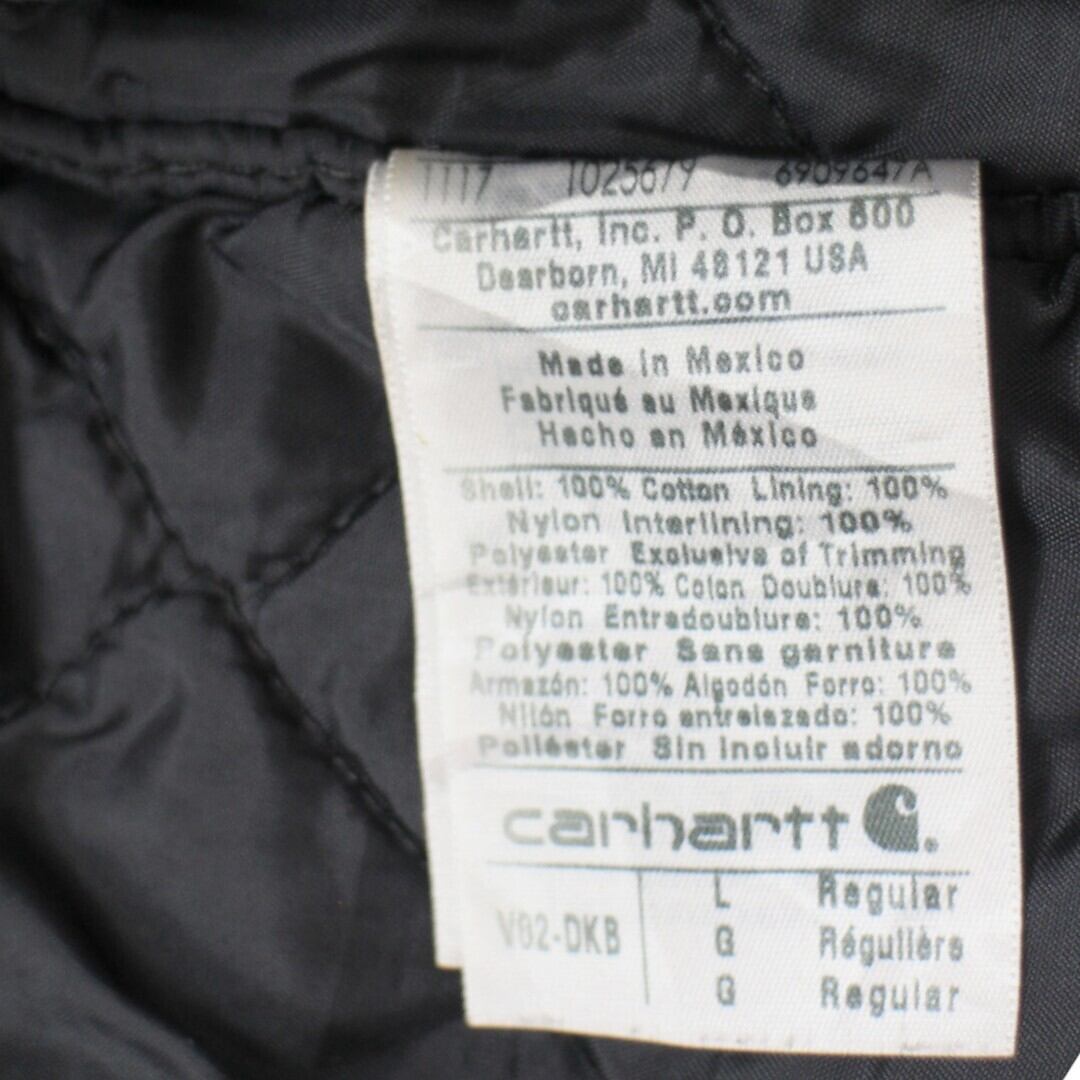 1117 1025679 6909647A
Carhartt, Inc. P. O. Box 600
Dearborn, MI 48121 USA
carhartt.com
Made in Mexico
Fabriqué au Mexique
Hecho en México
Shell: 100% Cotton Lining: 100%
Nylon Interlining: 100%
Polyester Exclusive of Trimming
Extérieur: 100% Coton Doublure: 100%
Nylon Entredoublure: 100%
Polyester Sans garniture
Armazón: 100% Algodón Forro: 100%
Nilón Forro entrelazado: 100%
Poliéster Sin incluir adorno
carhartt
V02-DKB
L Regular
G Régulière
G Regular